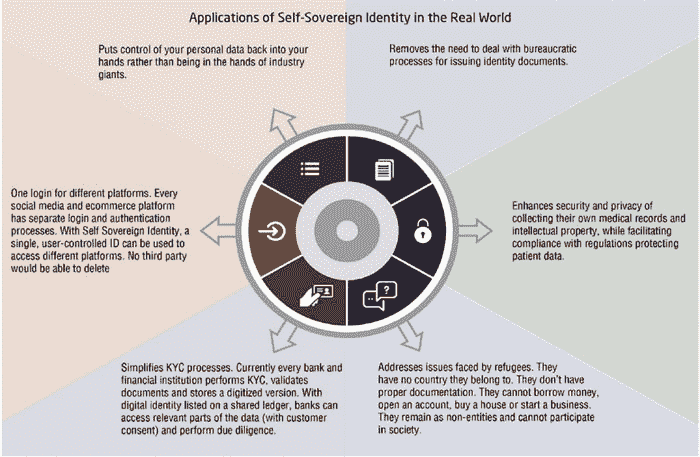 Applications of Self-Sovereign Identity in the Real World
Puts control of your personal data back into your
hands rather than being in the hands of industry
giants.
Removes the need to deal with bureaucratic
processes for issuing identity documents.
One login for different platforms. Every
social media and ecommerce platform
has separate login and authentication
processes. With Self Sovereign Identity, a
single, user-controlled ID can be used to
access different platforms. No third party
would be able to delete
Enhances security and privacy of
collecting their own medical records and
intellectual property, while facilitating
compliance with regulations protecting
patient data.
Simplifies KYC processes. Currently every bank and
financial institution performs KYC, validates
documents and stores a digitized version. With
digital identity listed on a shared ledger, banks can
access relevant parts of the data (with customer
consent) and perform due diligence.
Addresses issues faced by refugees. They
have no country they belong to. They don't have
proper documentation. They cannot borrow money,
open an account, buy a house or start a business.
They remain as non-entities and cannot participate
in society.